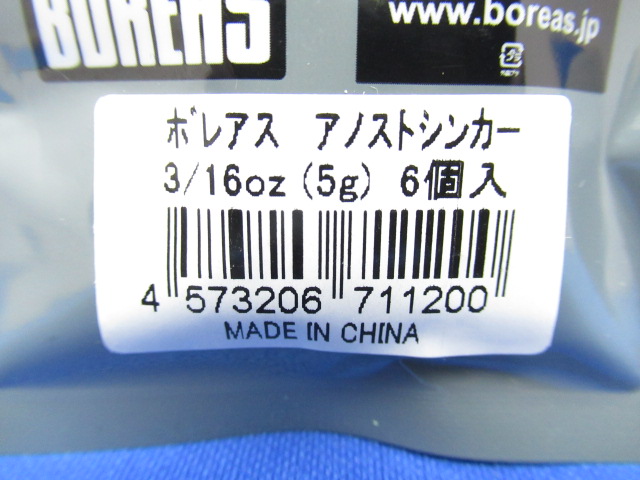 BOREAS
www.boreas.jp
ボレアス アノストシンカー
3/16oz (5g) 6個入
4 573206 711200
MADE IN CHINA